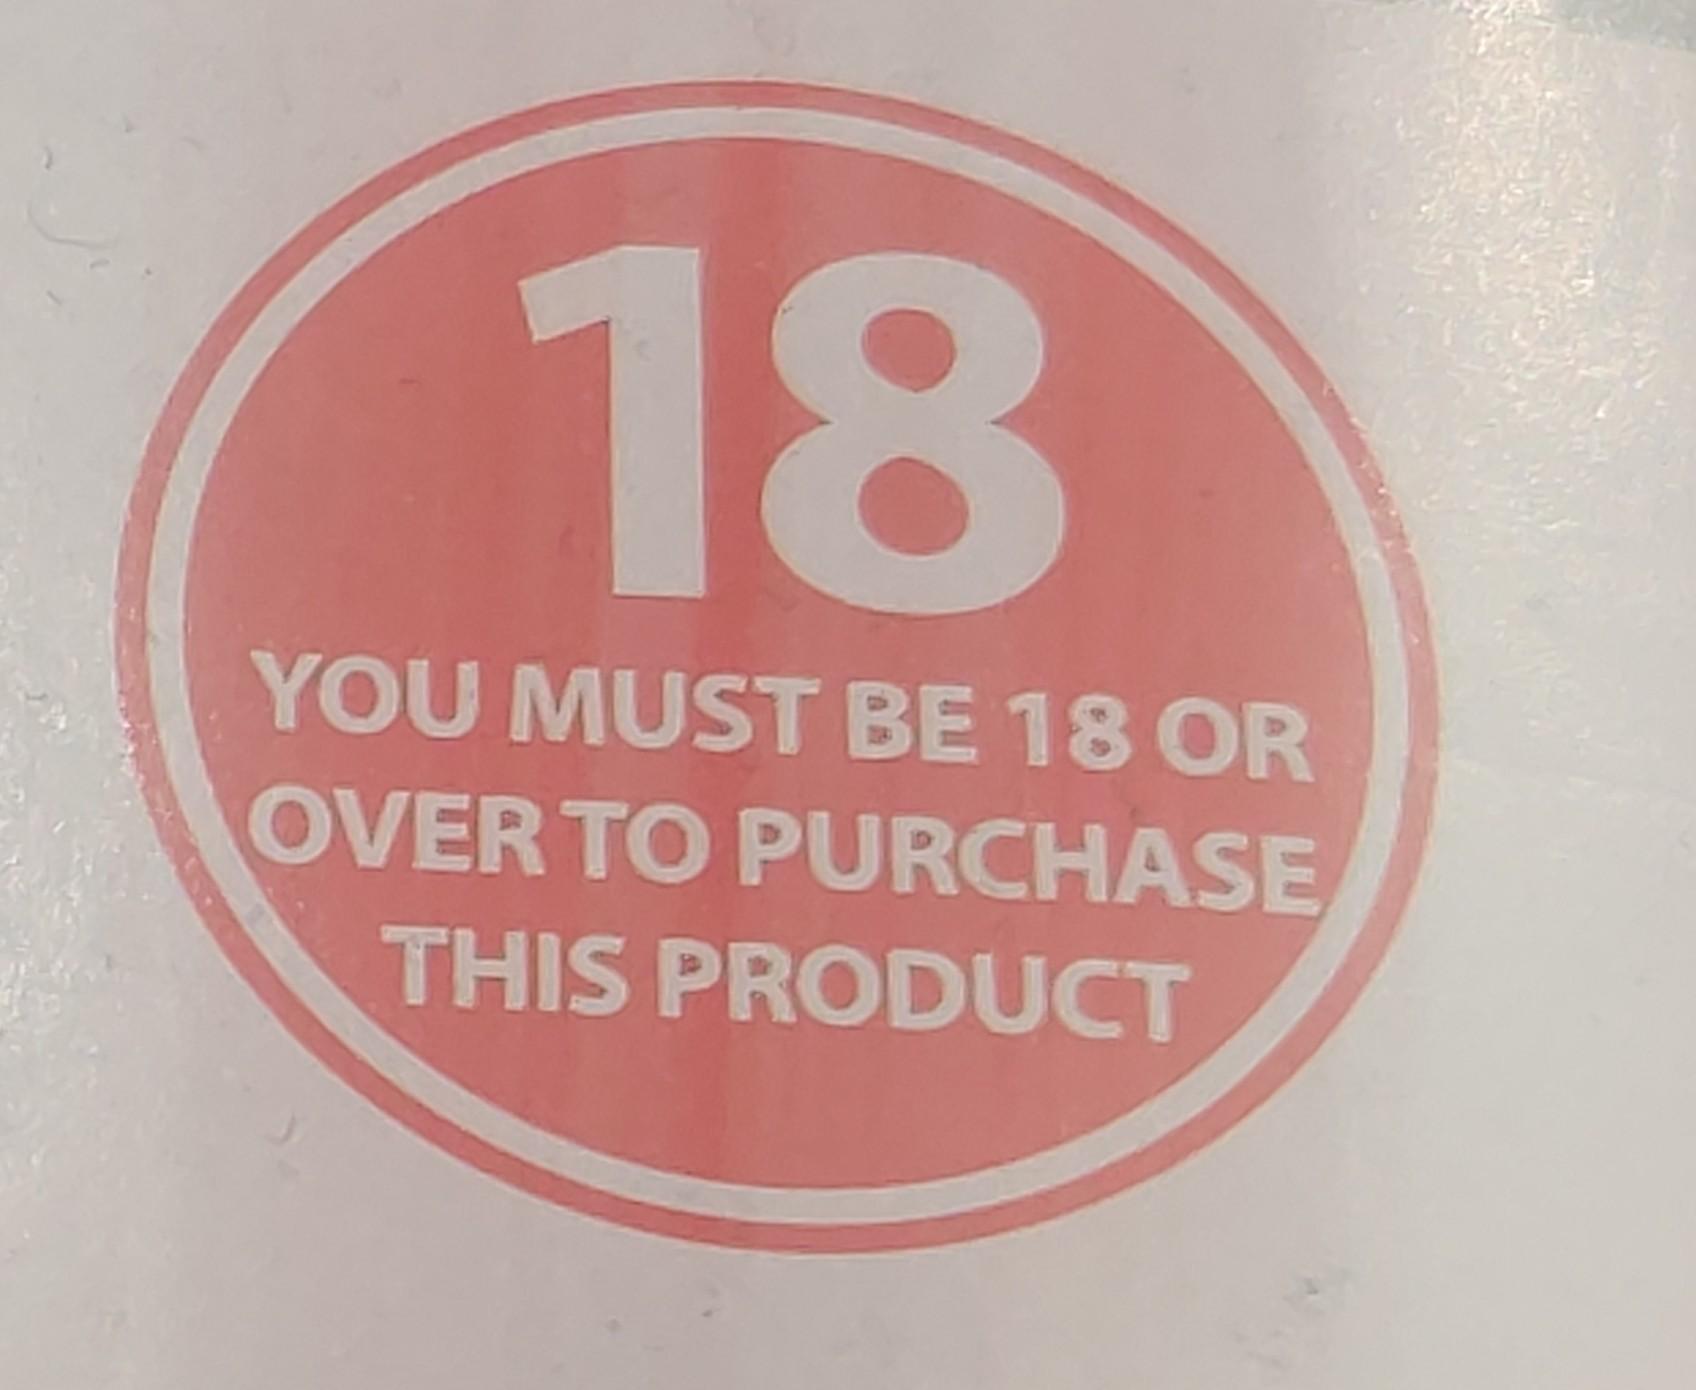 18
YOU MUST BE 18 OR
OVER TO PURCHASE
THIS PRODUCT